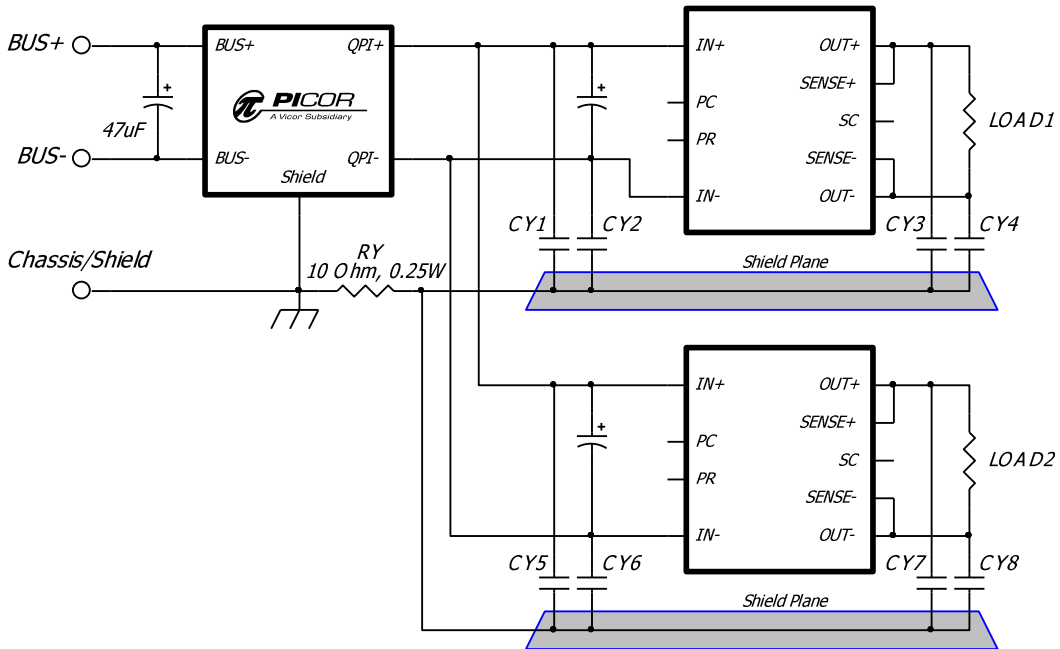 BUS+
BUS-
47uF
BUS+
QPI+
PICOR
A Vicor Subsidiary
BUS-
QPI-
Shield
Chassis/Shield
RY
10 Ohm, 0.25W
IN+
OUT+
SENSE+
PC
SC
PR
SENSE-
IN-
OUT-
LOAD1
CY1
CY2
CY3
CY4
Shield Plane
IN+
OUT+
SENSE+
PC
SC
PR
SENSE-
IN-
OUT-
LOAD2
CY5
CY6
CY7
CY8
Shield Plane